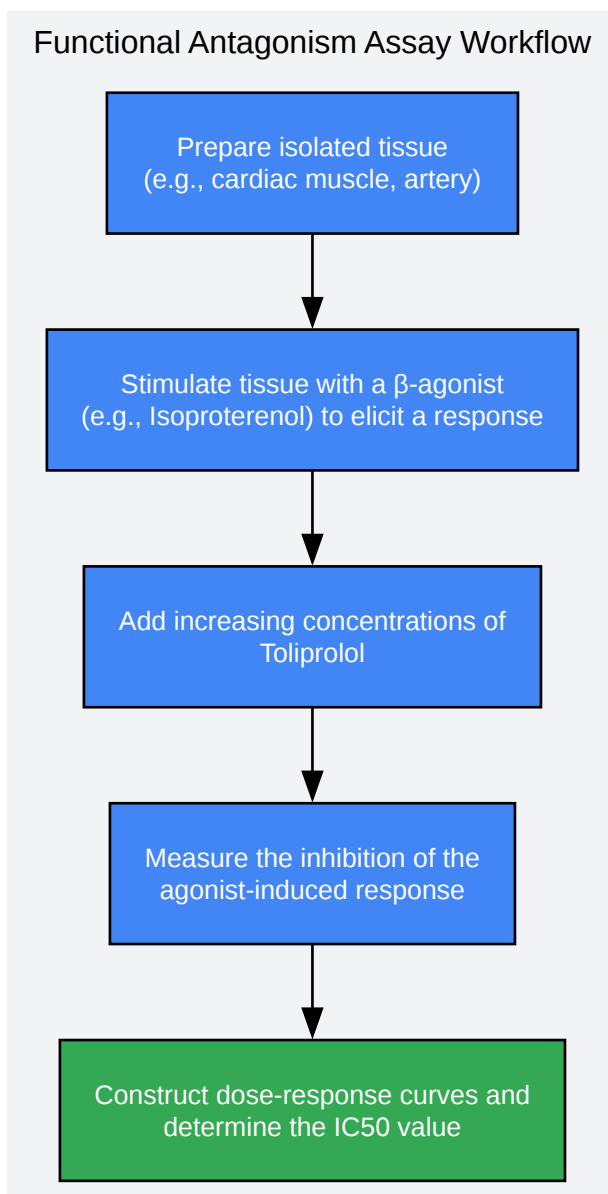 Functional Antagonism Assay Workflow
Prepare isolated tissue
(e.g., cardiac muscle, artery)
Stimulate tissue with a β-agonist
(e.g., Isoproterenol) to elicit a response
Add increasing concentrations of
Toliprolol
Measure the inhibition of the
agonist-induced response
Construct dose-response curves and
determine the IC50 value